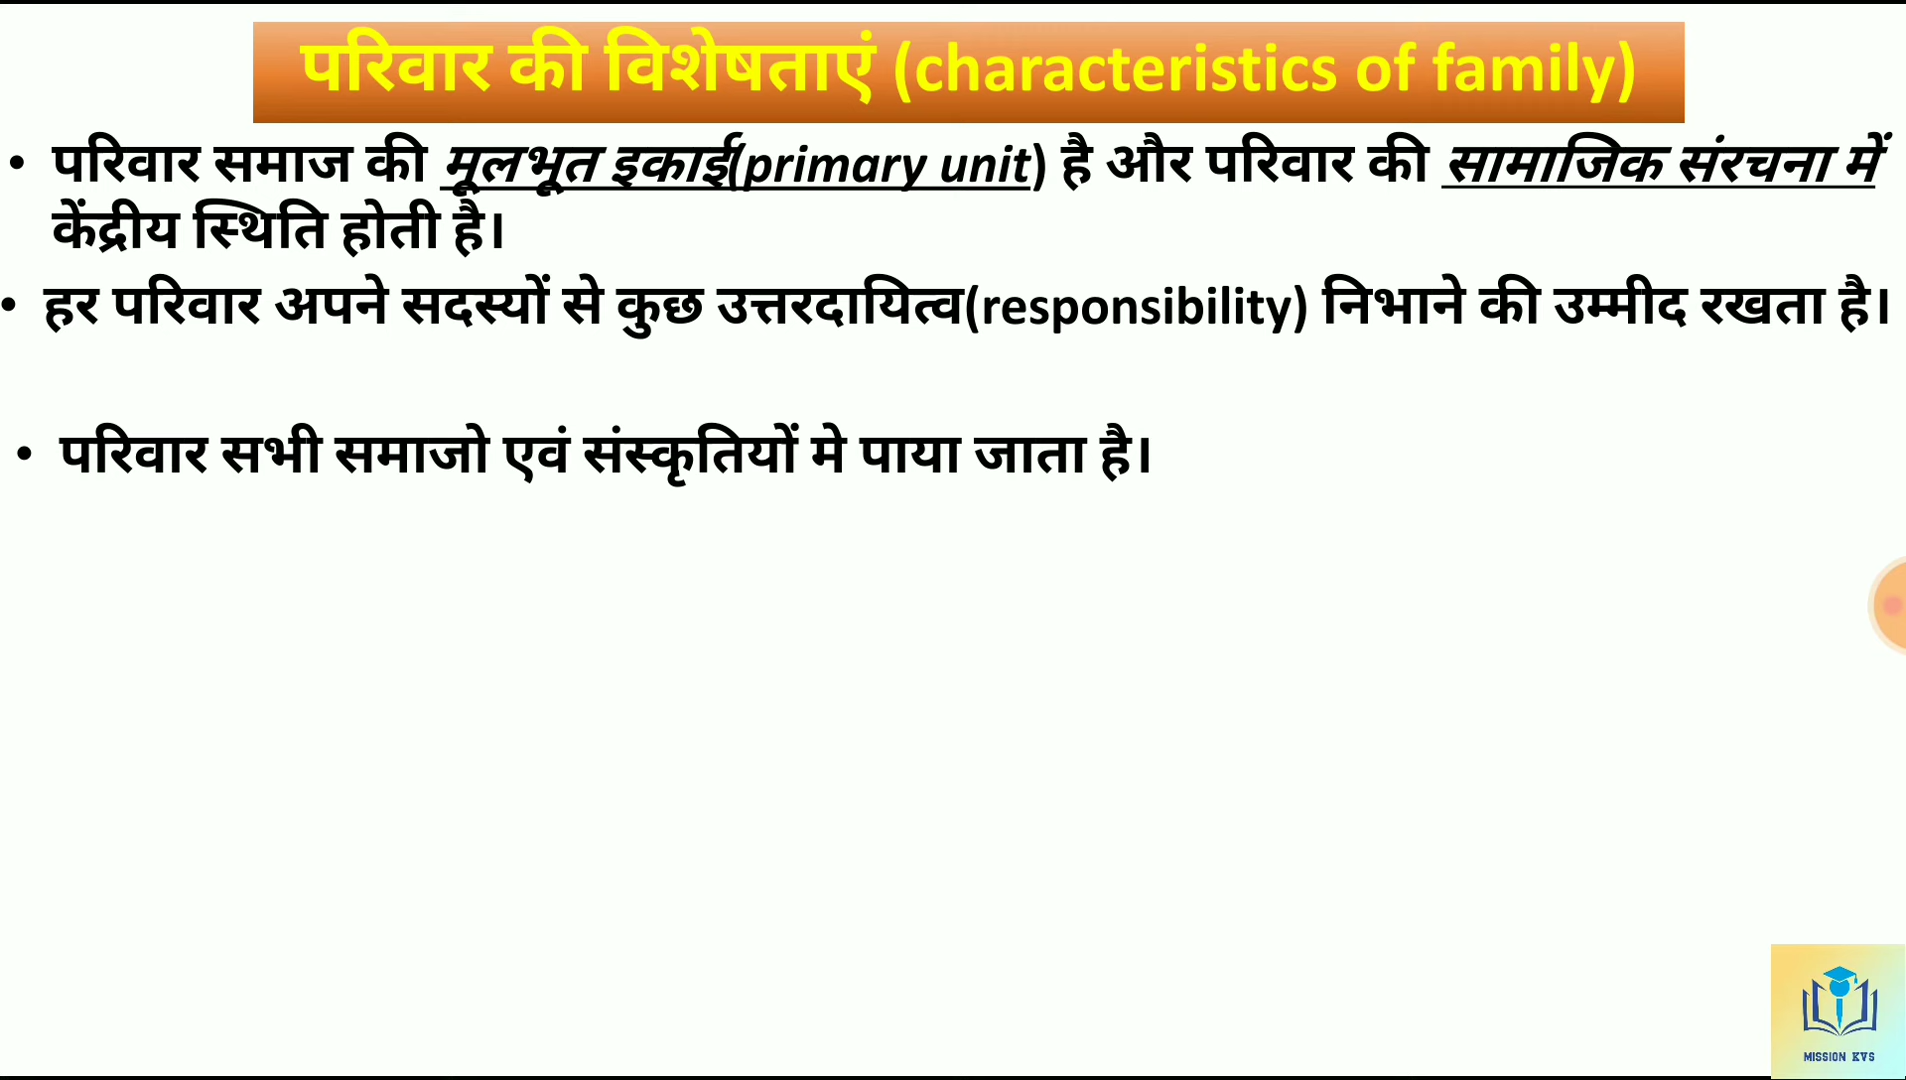 परिवार की विशेषताएं (characteristics of family)
• परिवार समाज की मूलभूत इकाई(primary unit) है और परिवार की सामाजिक संरचना में
केंद्रीय स्थिति होती है।
• हर परिवार अपने सदस्यों से कुछ उत्तरदायित्व(responsibility) निभाने की उम्मीद रखता है।
• परिवार सभी समाजो एवं संस्कृतियों मे पाया जाता है।
MISSION KVS